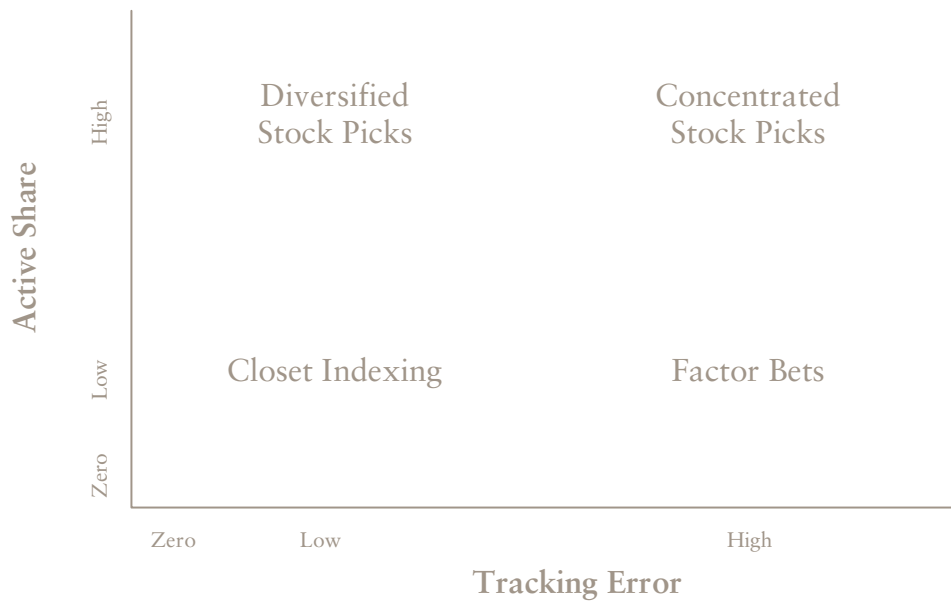 High
Diversified
Stock Picks
Concentrated
Stock Picks
Active Share
Low
Closet Indexing
Factor Bets
Zero
Zero
Low
High
Tracking Error